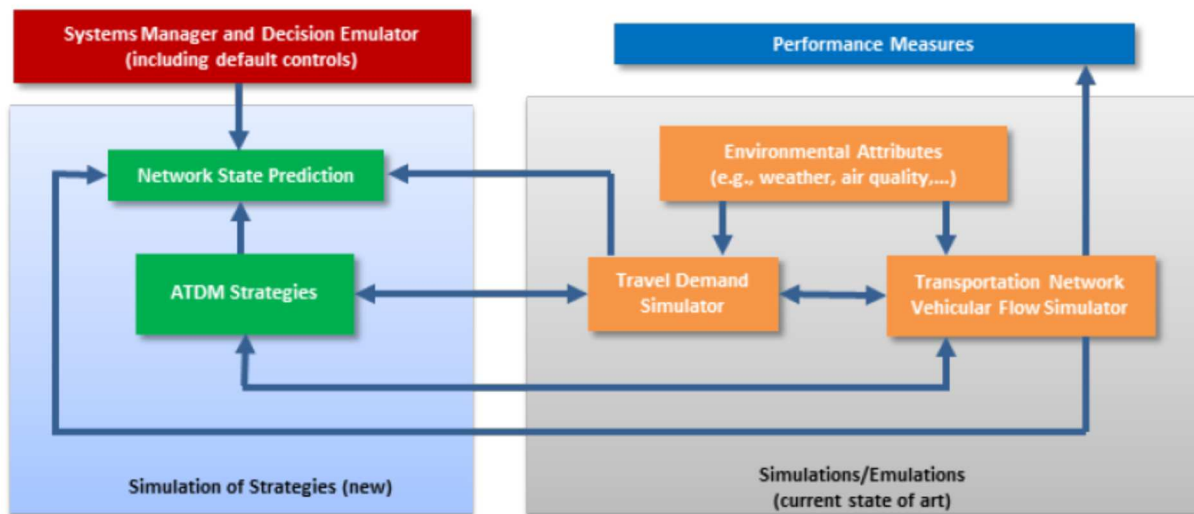 Systems Manager and Decision Emulator
(including default controls)
Performance Measures
Network State Prediction
Environmental Attributes
(e.g., weather, air quality,...)
ATDM Strategies
Travel Demand
Simulator
Transportation Network
Vehicular Flow Simulator
Simulation of Strategies (new)
Simulations/Emulations
(current state of art)